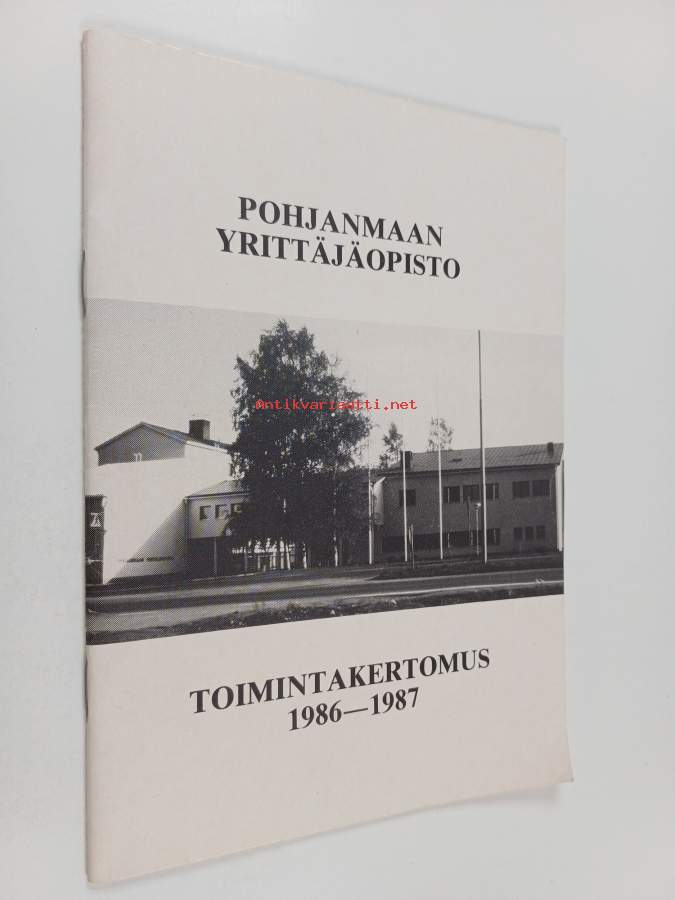 POHJANMAAN
YRITTÄJÄOPISTO
Antikvariaatti.net
TOIMINTAKERTOMUS
1986—1987